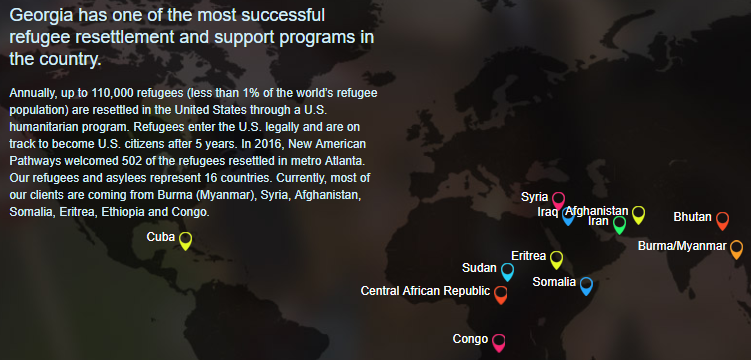 Georgia has one of the most successful
refugee resettlement and support programs in
the country.
Annually, up to 110,000 refugees (less than 1% of the world's refugee
population) are resettled in the United States through a U.S.
humanitarian program. Refugees enter the U.S. legally and are on
track to become U.S. citizens after 5 years. In 2016, New American
Pathways welcomed 502 of the refugees resettled in metro Atlanta.
Our refugees and asylees represent 16 countries. Currently, most of
our clients are coming from Burma (Myanmar), Syria, Afghanistan,
Somalia, Eritrea, Ethiopia and Congo.
Syria
Iraq
Afghanistan
Iran
Bhutan
Cuba
Burma/Myanmar
Eritrea
Sudan
Somalia
Central African Republic
Congo